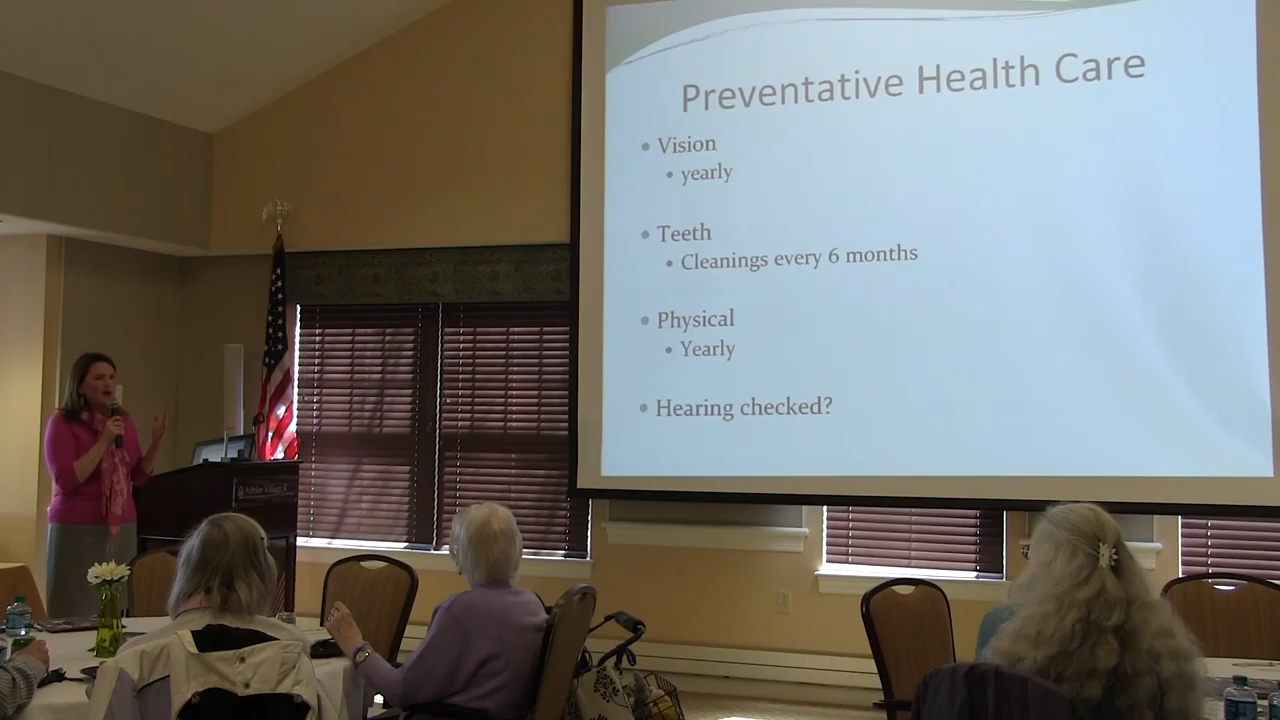 Preventative Health Care
• Vision
• yearly
• Teeth
• Cleanings every 6 months
• Physical
• Yearly
• Hearing checked?